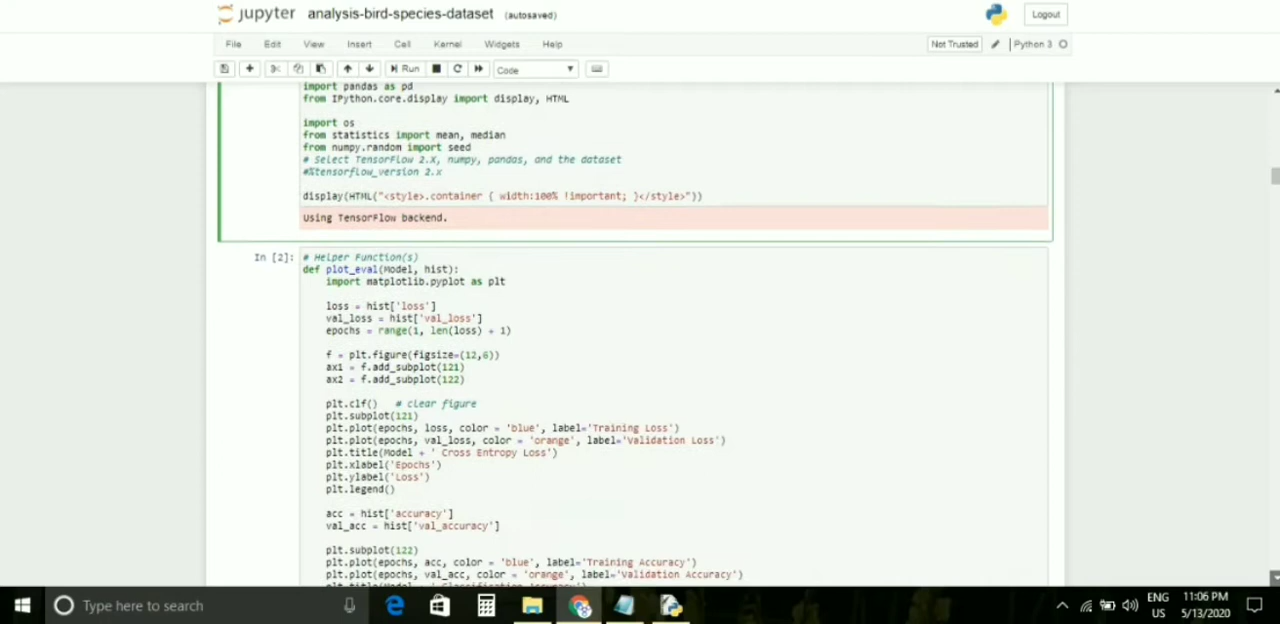 jupyter analysis-bird-species-dataset (autosaved)
Logout
File Edit View Insert Cell Kernel Widgets Help
Not Trusted
Python 3
Run
Code
import pandas as pd
from IPython.core.display import display, HTML
import os
from statistics import mean, median
from numpy.random import seed
# Select TensorFlow 2.X, numpy, pandas, and the dataset
#%tensorflow_version 2.x
display(HTML("<style>.container { width:100% !important; }</style>"))
Using TensorFlow backend.
In [2]: # Helper Function(s)
def plot_eval(Model, hist):
import matplotlib.pyplot as plt
loss = hist['loss']
val_loss = hist['val_loss']
epochs = range(1, len(loss) + 1)
f = plt.figure(figsize=(12,6))
ax1 = f.add_subplot(121)
ax2 = f.add_subplot(122)
plt.clf() # clear figure
plt.subplot(121)
plt.plot(epochs, loss, color = 'blue', label='Training Loss')
plt.plot(epochs, val_loss, color = 'orange', label='Validation Loss')
plt.title(Model + ' Cross Entropy Loss')
plt.xlabel('Epochs')
plt.ylabel('Loss')
plt.legend()
acc = hist['accuracy']
val_acc = hist['val_accuracy']
plt.subplot(122)
plt.plot(epochs, acc, color = 'blue', label='Training Accuracy')
plt.plot(epochs, val_acc, color = 'orange', label='Validation Accuracy')
plt.title(Model + ' Classification Accuracy')
Type here to search
ENG
US
11:06 PM
5/13/2020